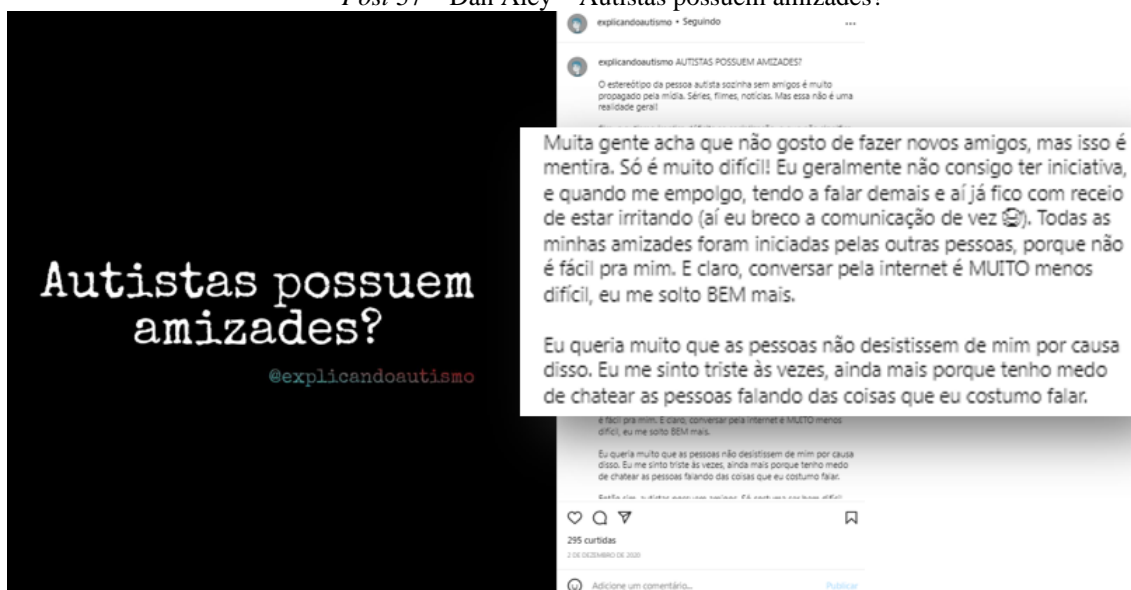 Post 37 – Dan Aley – Autistas possuem amizades?
explicandoautismo • Seguindo
explicandoautismo AUTISTAS POSSUEM AMIZADES?
O estereótipo da pessoa autista sozinha sem amigos é muito
propagado pela mídia. Séries, filmes, notícias. Mas essa não é uma
realidade geral!
Autistas possuem
amizades?
@explicandoautismo
Muita gente acha que não gosto de fazer novos amigos, mas isso é
mentira. Só é muito difícil! Eu geralmente não consigo ter iniciativa,
e quando me empolgo, tendo a falar demais e aí já fico com receio
de estar irritando (aí eu breco a comunicação de vez). Todas as
minhas amizades foram iniciadas pelas outras pessoas, porque não
é fácil pra mim. E claro, conversar pela internet é MUITO menos
difícil, eu me solto BEM mais.
Eu queria muito que as pessoas não desistissem de mim por causa
disso. Eu me sinto triste às vezes, ainda mais porque tenho medo
de chatear as pessoas falando das coisas que eu costumo falar.
é fácil pra mim. E claro, conversar pela internet é MUITO menos
difícil, eu me solto BEM mais.
Eu queria muito que as pessoas não desistissem de mim por causa
disso. Eu me sinto triste às vezes, ainda mais porque tenho medo
de chatear as pessoas falando das coisas que eu costumo falar.
Então sim, autistas possuem amigos. Só costuma ser bem difícil
295 curtidas
2 DE DEZEMBRO DE 2020
Adicione um comentário...
Publicar